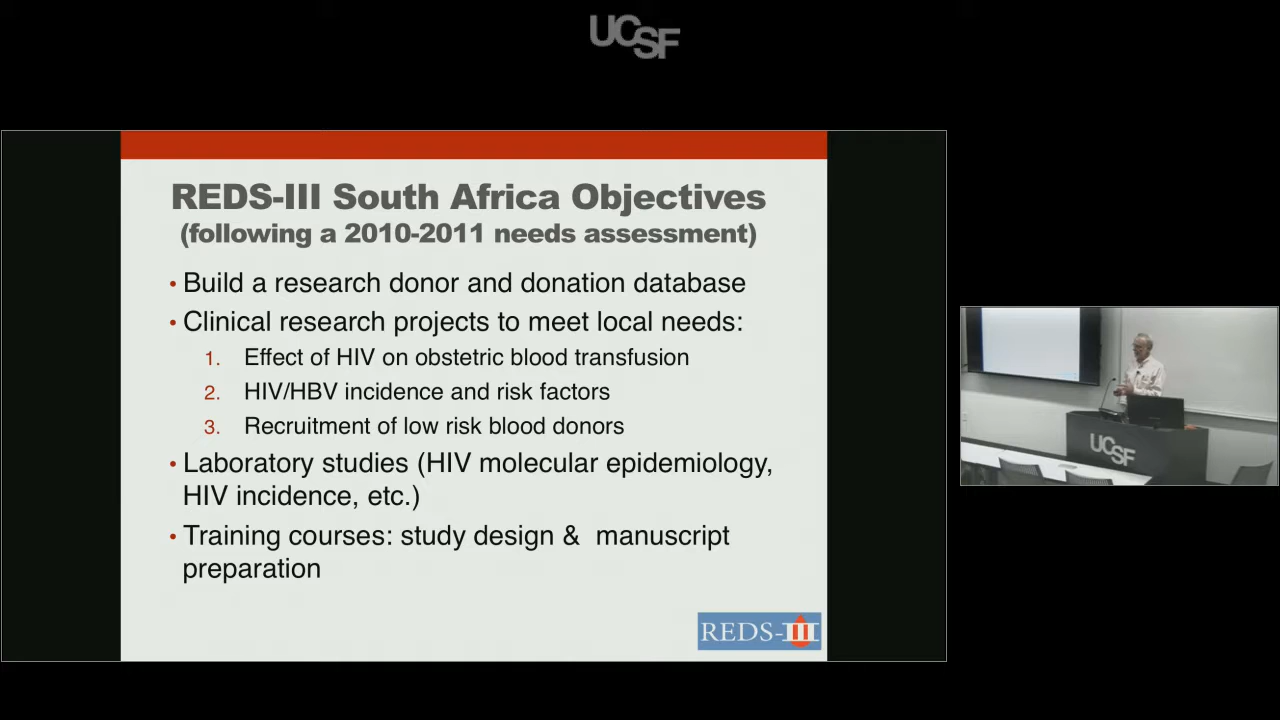 UCSF
REDS-III South Africa Objectives
(following a 2010-2011 needs assessment)
• Build a research donor and donation database
• Clinical research projects to meet local needs:
1. Effect of HIV on obstetric blood transfusion
2. HIV/HBV incidence and risk factors
3. Recruitment of low risk blood donors
• Laboratory studies (HIV molecular epidemiology,
HIV incidence, etc.)
• Training courses: study design & manuscript
preparation
REDS-III
UCSF